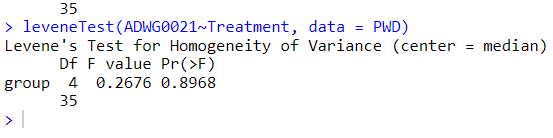 35
> leveneTest(ADWG0021~Treatment, data = PWD)
Levene's Test for Homogeneity of Variance (center = median)
Df F value Pr(>F)
group 4 0.2676 0.8968
35
>